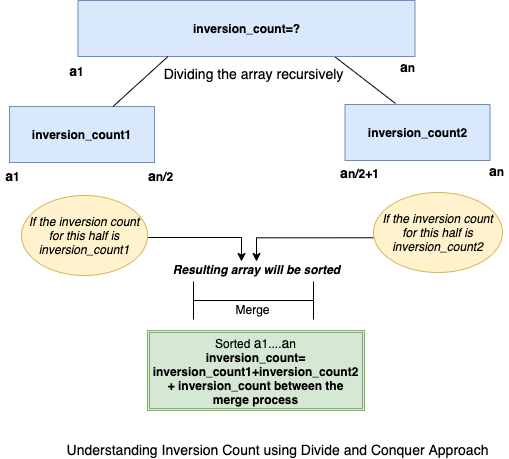 inversion_count=?
a1
an
Dividing the array recursively
inversion_count1
inversion_count2
a1
an/2
an/2+1
an
If the inversion count
for this half is
inversion_count1
If the inversion count
for this half is
inversion_count2
Resulting array will be sorted
Merge
Sorted a1....an
inversion_count=
inversion_count1+inversion_count2
+ inversion_count between the
merge process
Understanding Inversion Count using Divide and Conquer Approach